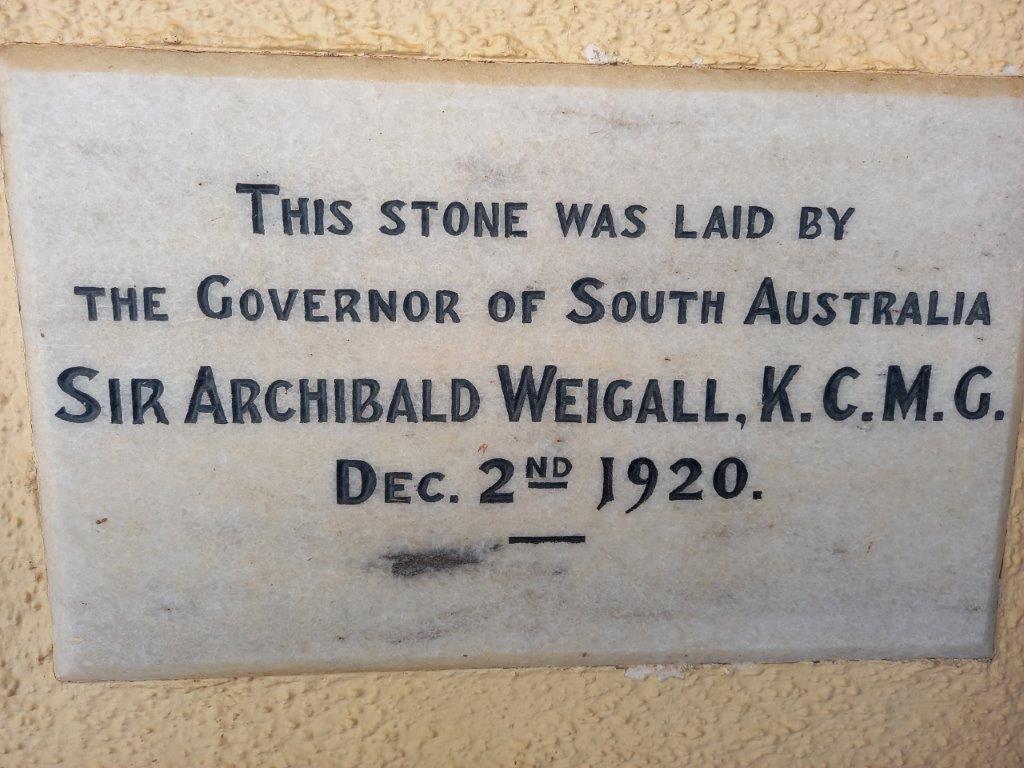 This stone was laid by
the Governor of South Australia
Sir Archibald Weigall, K.C.M.G.
Dec. 2nd 1920.